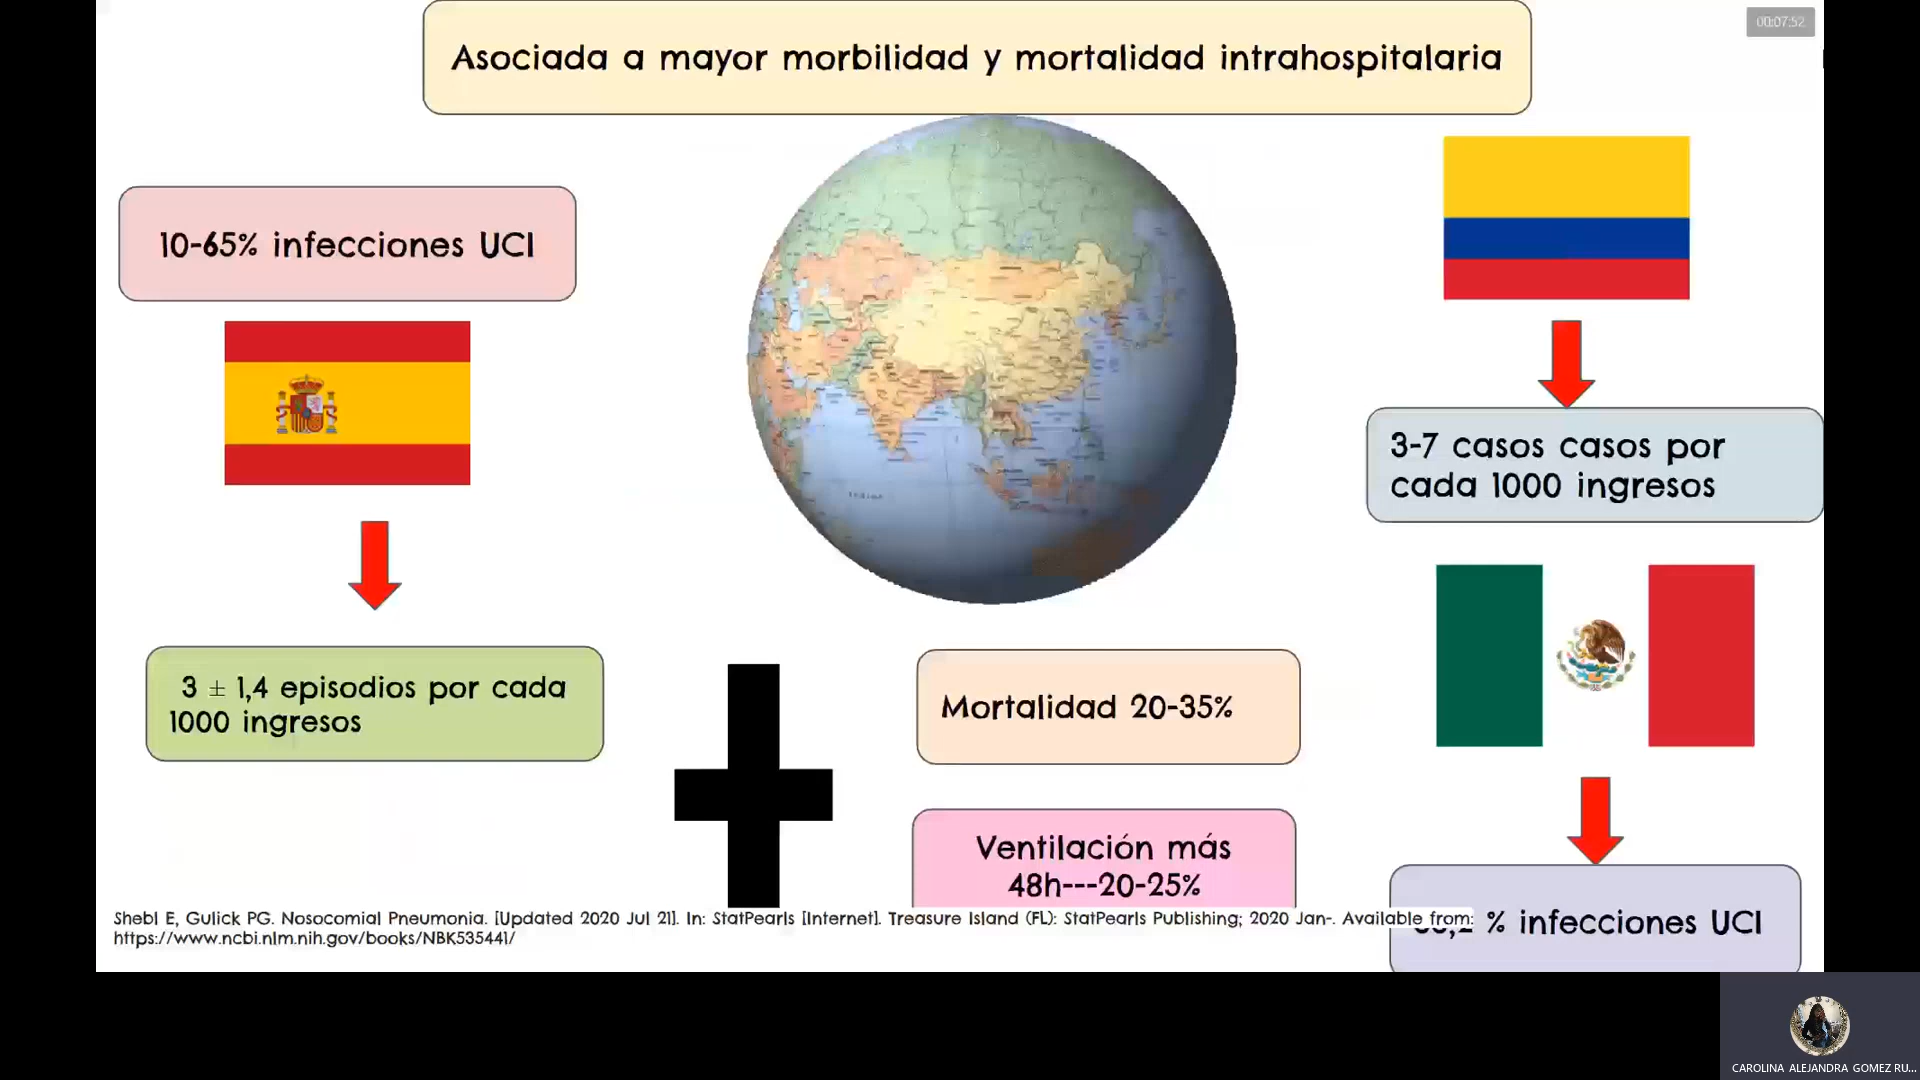 00:07:52
Asociada a mayor morbilidad y mortalidad intrahospitalaria
10-65% infecciones UCI
3 ± 1,4 episodios por cada
1000 ingresos
3-7 casos casos por
cada 1000 ingresos
Mortalidad 20-35%
Ventilación más
48h---20-25%
% infecciones UCI
Shebl E, Gulick PG. Nosocomial Pneumonia. [Updated 2020 Jul 21]. In: StatPearls [Internet]. Treasure Island (FL): StatPearls Publishing; 2020 Jan-. Available from:
https://www.ncbi.nlm.nih.gov/books/NBK535441/
CAROLINA ALEJANDRA GOMEZ RU...